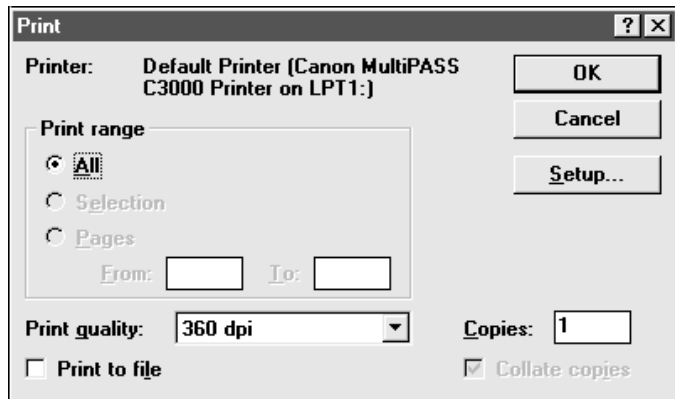 Print
Printer: Default Printer (Canon MultiPASS
C3000 Printer on LPT1:)
OK
Cancel
Setup...
Print range
All
Selection
Pages
From: To:
Print quality: 360 dpi
Copies: 1
Print to file
Collate copies